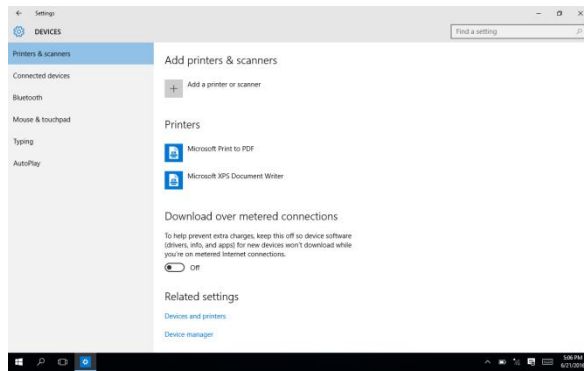 Settings
DEVICES
Find a setting
Printers & scanners
Connected devices
Bluetooth
Mouse & touchpad
Typing
AutoPlay
Add printers & scanners
Add a printer or scanner
Printers
Microsoft Print to PDF
Microsoft XPS Document Writer
Download over metered connections
To help prevent extra charges, keep this off so device software
(drivers, info, and apps) for new devices won't download while
you're on metered Internet connections.
Off
Related settings
Devices and printers
Device manager
5:06 PM
6/21/2016